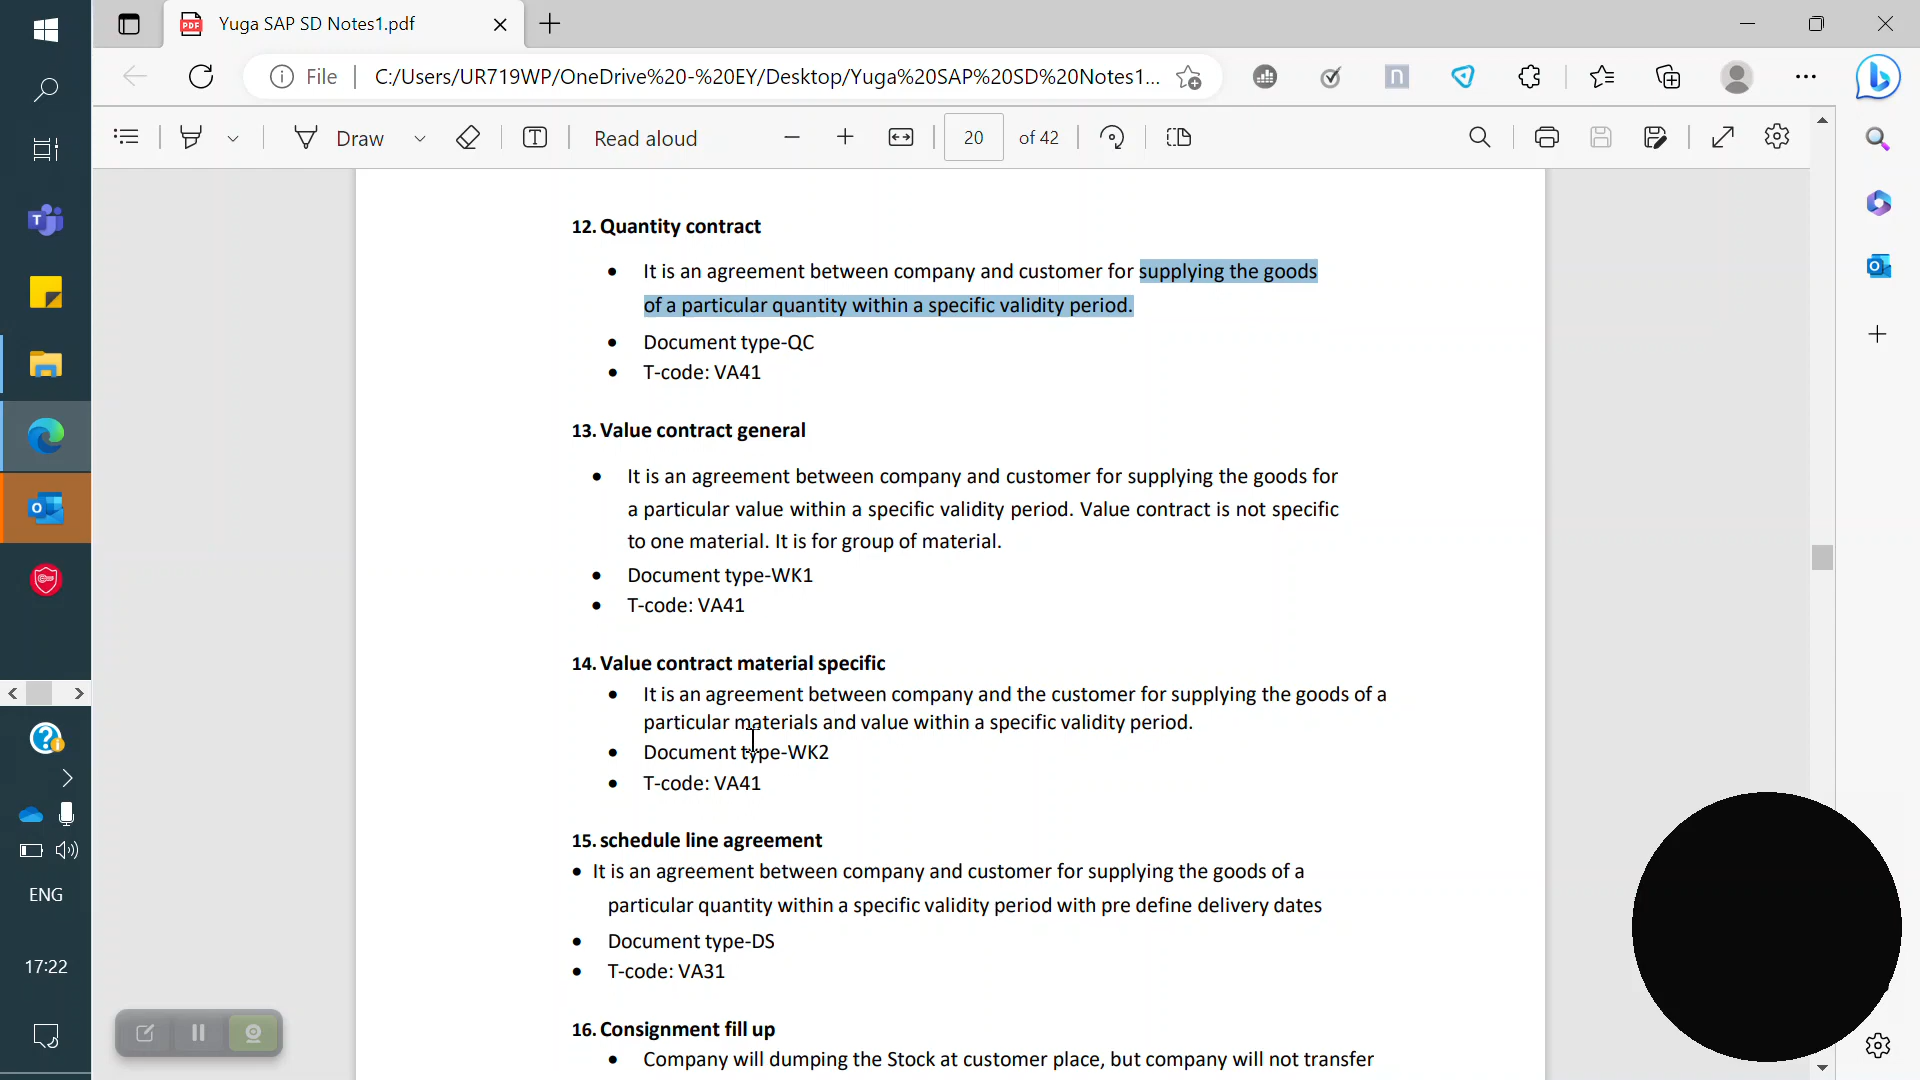 Yuga SAP SD Notes1.pdf
File
C:/Users/UR719WP/OneDrive%20-%20EY/Desktop/Yuga%20SAP%20SD%20Notes1...
Draw
Read aloud
20
of 42
12. Quantity contract
• It is an agreement between company and customer for supplying the goods
of a particular quantity within a specific validity period.
• Document type-QC
• T-code: VA41
13. Value contract general
• It is an agreement between company and customer for supplying the goods for
a particular value within a specific validity period. Value contract is not specific
to one material. It is for group of material.
• Document type-WK1
• T-code: VA41
14. Value contract material specific
• It is an agreement between company and the customer for supplying the goods of a
particular materials and value within a specific validity period.
• Document type-WK2
• T-code: VA41
15. schedule line agreement
• It is an agreement between company and customer for supplying the goods of a
particular quantity within a specific validity period with pre define delivery dates
• Document type-DS
• T-code: VA31
16. Consignment fill up
• Company will dumping the Stock at customer place, but company will not transfer
ENG
17:22